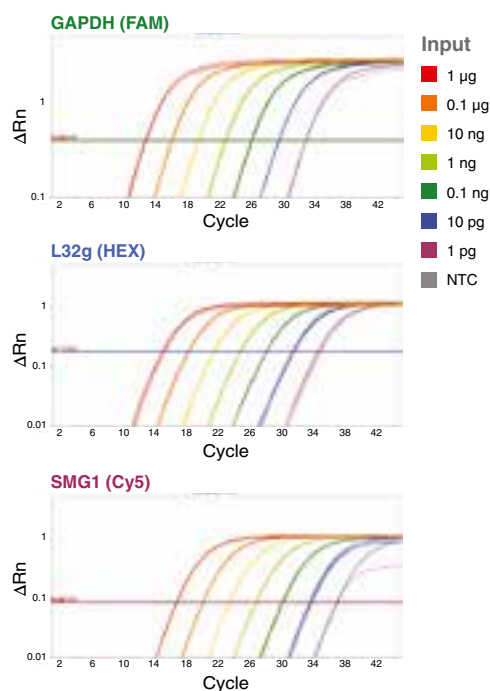 GAPDH (FAM)
Input
1 µg
0.1 µg
10 ng
1 ng
0.1 ng
10 pg
1 pg
NTC
ΔRn
1
0.1
2 6 10 14 18 22 26 30 34 38 42
Cycle
L32g (HEX)
ΔRn
1
0.1
0.01
2 6 10 14 18 22 26 30 34 38 42
Cycle
SMG1 (Cy5)
ΔRn
1
0.1
0.01
2 6 10 14 18 22 26 30 34 38 42
Cycle